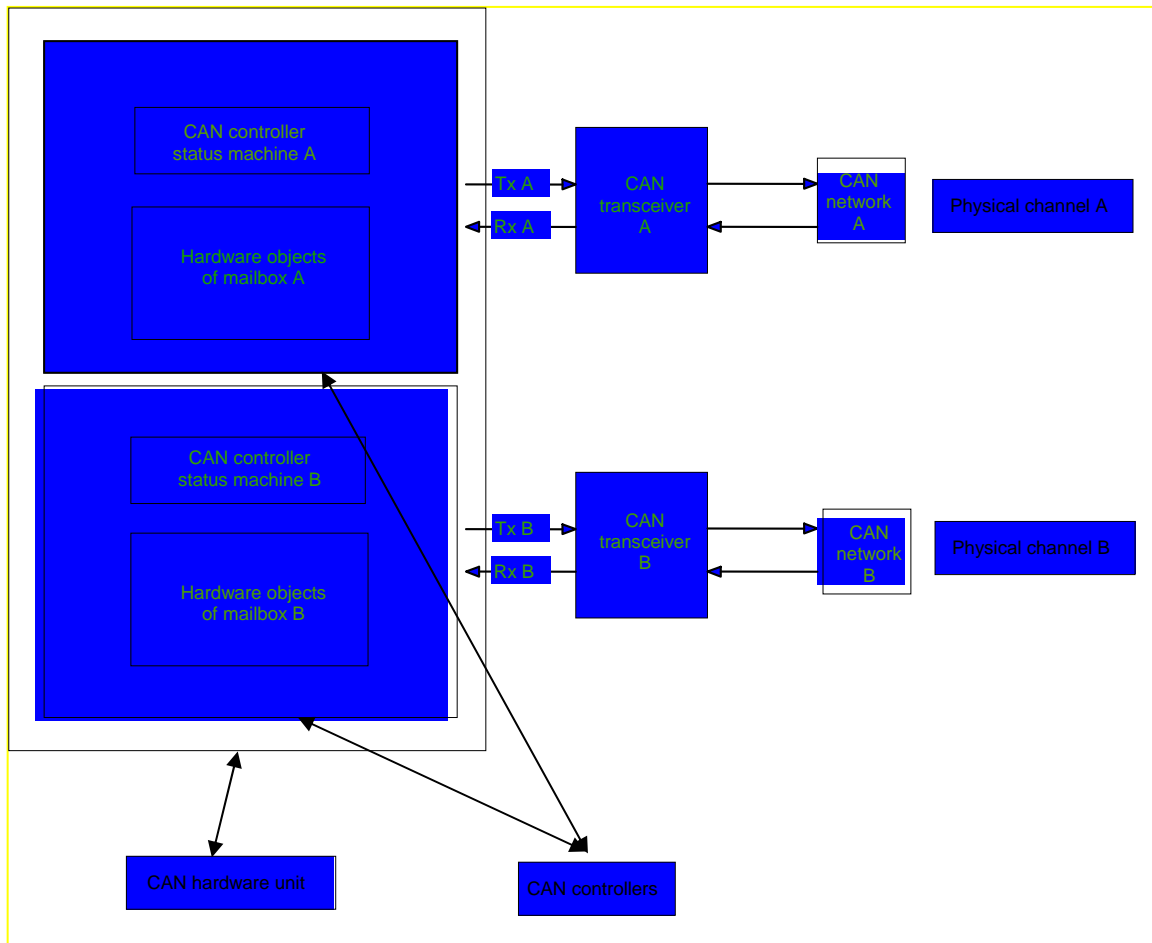 CAN controller
status machine A
Hardware objects
of mailbox A
Tx A
Rx A
CAN
transceiver
A
CAN
network
A
Physical channel A
CAN controller
status machine B
Hardware objects
of mailbox B
Tx B
Rx B
CAN
transceiver
B
CAN
network
B
Physical channel B
CAN hardware unit
CAN controllers